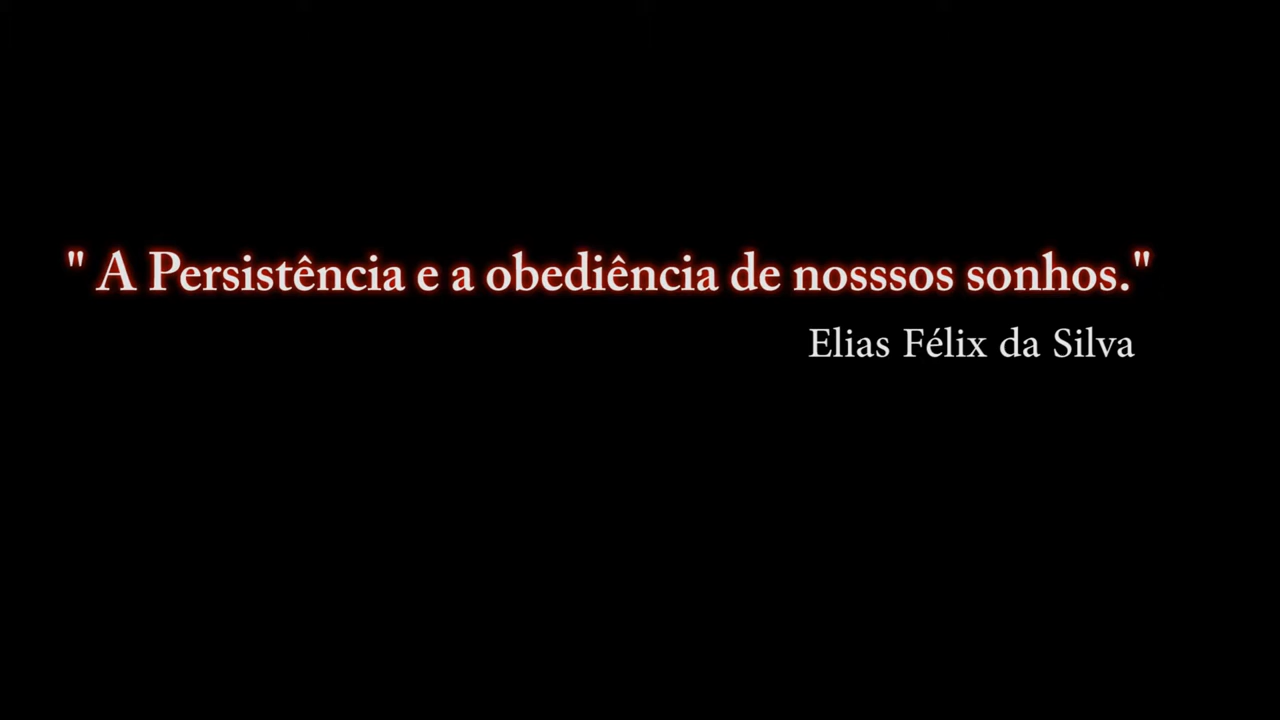 " A Persistência e a obediência de nosssos sonhos."
Elias Félix da Silva